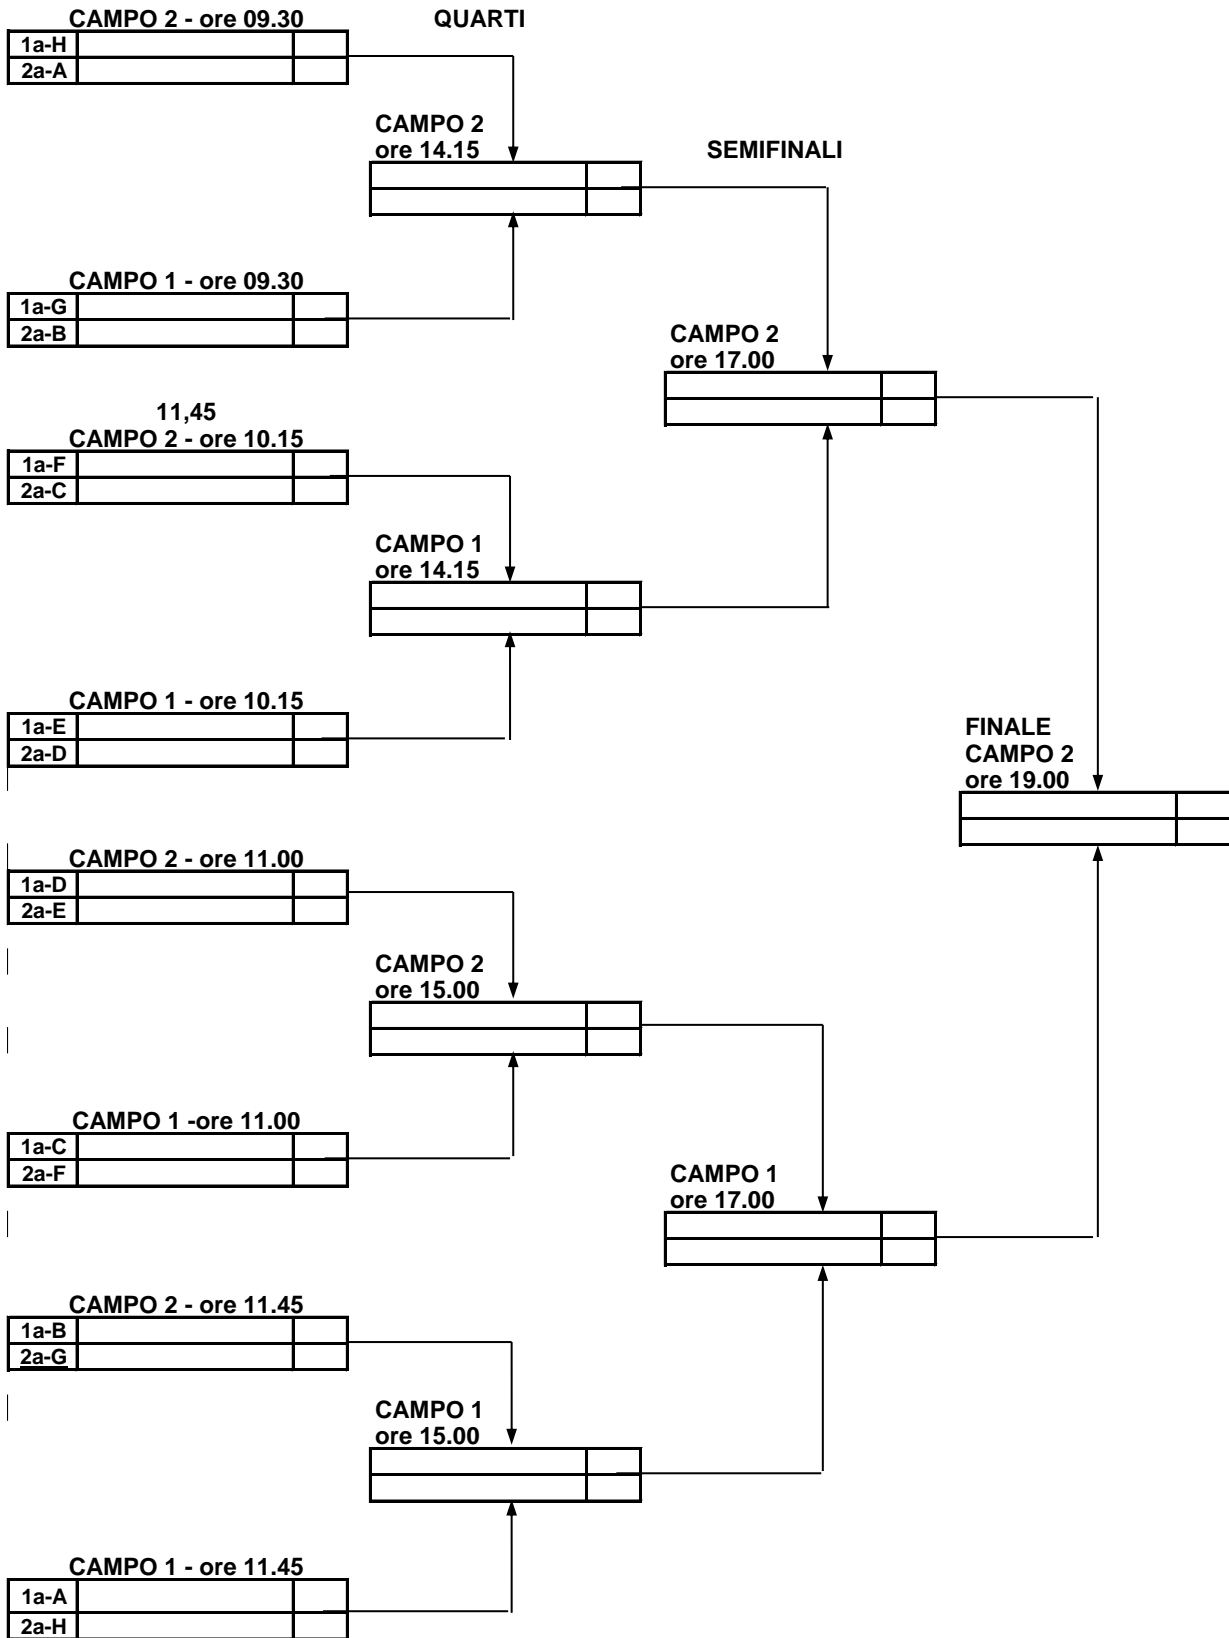 CAMPO 2 - ore 09.30
QUARTI
1a-H
2a-A
CAMPO 2
ore 14.15
SEMIFINALI
CAMPO 1 - ore 09.30
1a-G
2a-B
CAMPO 2
ore 17.00
11,45
CAMPO 2 - ore 10.15
1a-F
2a-C
CAMPO 1
ore 14.15
CAMPO 1 - ore 10.15
1a-E
2a-D
FINALE
CAMPO 2
ore 19.00
CAMPO 2 - ore 11.00
1a-D
2a-E
CAMPO 2
ore 15.00
CAMPO 1 -ore 11.00
1a-C
2a-F
CAMPO 1
ore 17.00
CAMPO 2 - ore 11.45
1a-B
2a-G
CAMPO 1
ore 15.00
CAMPO 1 - ore 11.45
1a-A
2a-H